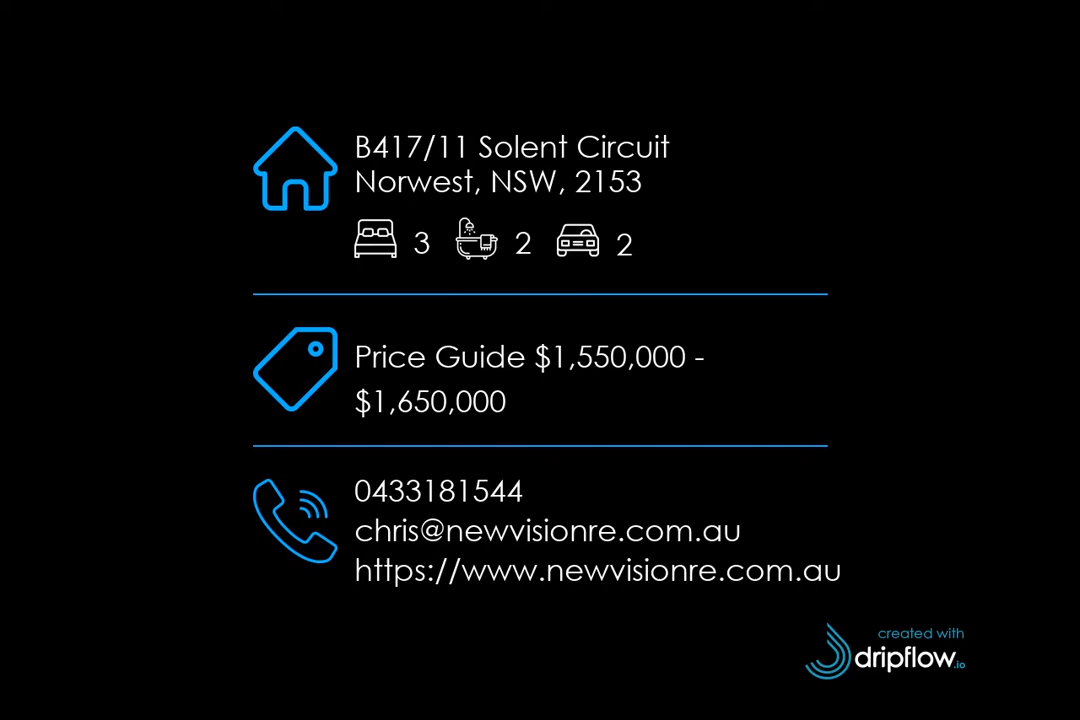 B417/11 Solent Circuit
Norwest, NSW, 2153
3 2 2
Price Guide $1,550,000 -
$1,650,000
0433181544
chris@newvisionre.com.au
https://www.newvisionre.com.au
created with
dripflow.io